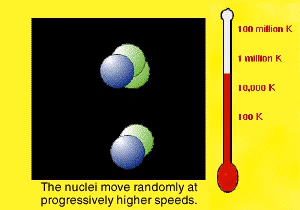 100 million K
1 million K
10,000 K
100 K
The nuclei move randomly at
progressively higher speeds.